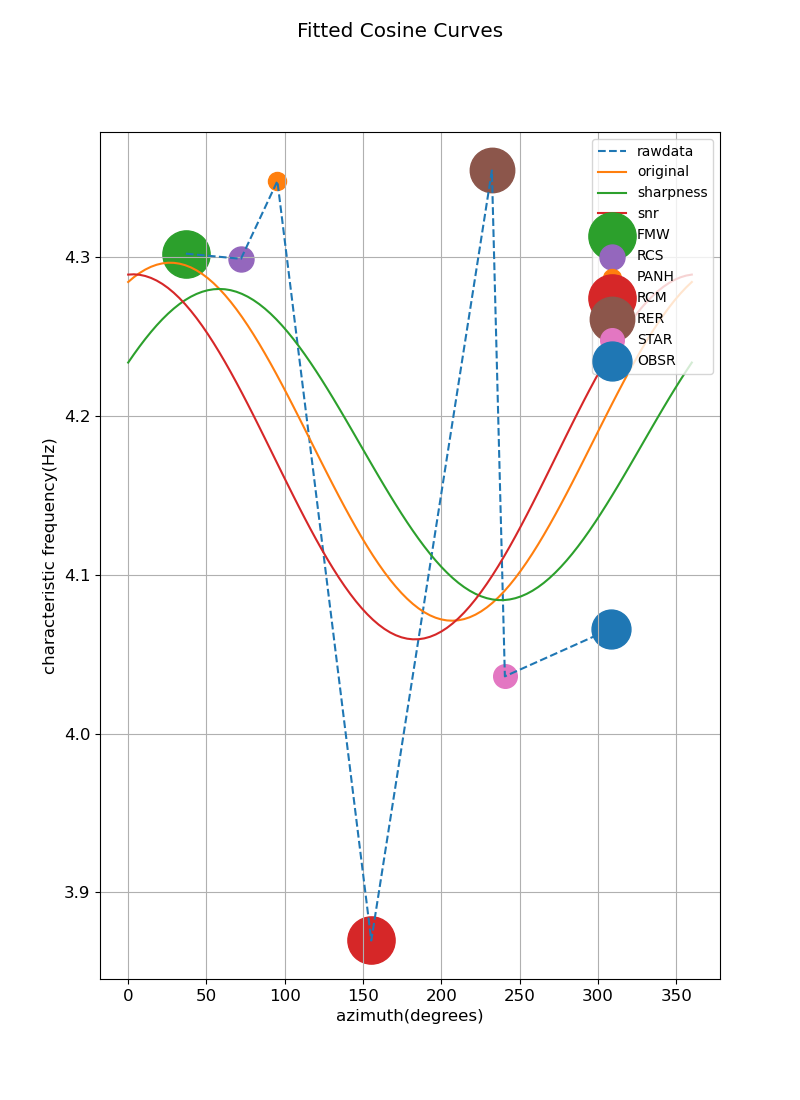 Fitted Cosine Curves
rawdata
original
sharpness
snr
FMW
RCS
PANH
RCM
RER
STAR
OBSR
characteristic frequency(Hz)
4.3
4.2
4.1
4.0
3.9
0 50 100 150 200 250 300 350
azimuth(degrees)